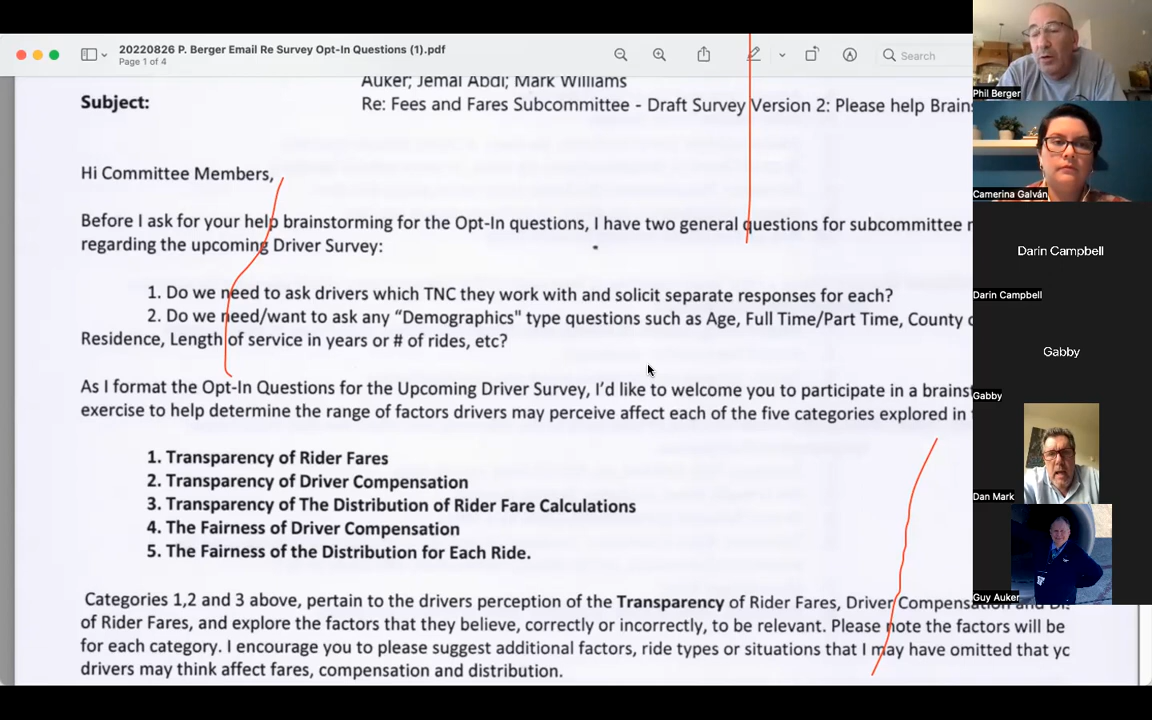 20220826 P. Berger Email Re Survey Opt-In Questions (1).pdf
Page 1 of 4
Search
Auker; Jemal Abdi; Mark Williams
Subject:
Re: Fees and Fares Subcommittee - Draft Survey Version 2: Please help Brains
Hi Committee Members,
Before I ask for your help brainstorming for the Opt-In questions, I have two general questions for subcommittee
regarding the upcoming Driver Survey:
1. Do we need to ask drivers which TNC they work with and solicit separate responses for each?
2. Do we need/want to ask any “Demographics" type questions such as Age, Full Time/Part Time, County
Residence, Length of service in years or # of rides, etc?
As I format the Opt-In Questions for the Upcoming Driver Survey, I’d like to welcome you to participate in a brains
exercise to help determine the range of factors drivers may perceive affect each of the five categories explored in
1. Transparency of Rider Fares
2. Transparency of Driver Compensation
3. Transparency of The Distribution of Rider Fare Calculations
4. The Fairness of Driver Compensation
5. The Fairness of the Distribution for Each Ride.
Categories 1,2 and 3 above, pertain to the drivers perception of the Transparency of Rider Fares, Driver Compensation and Di
of Rider Fares, and explore the factors that they believe, correctly or incorrectly, to be relevant. Please note the factors will be
for each category. I encourage you to please suggest additional factors, ride types or situations that I may have omitted that yo
drivers may think affect fares, compensation and distribution.
Phil Berger
Camerina Galván
Darin Campbell
Darin Campbell
Gabby
Gabby
Dan Mark
Guy Auker